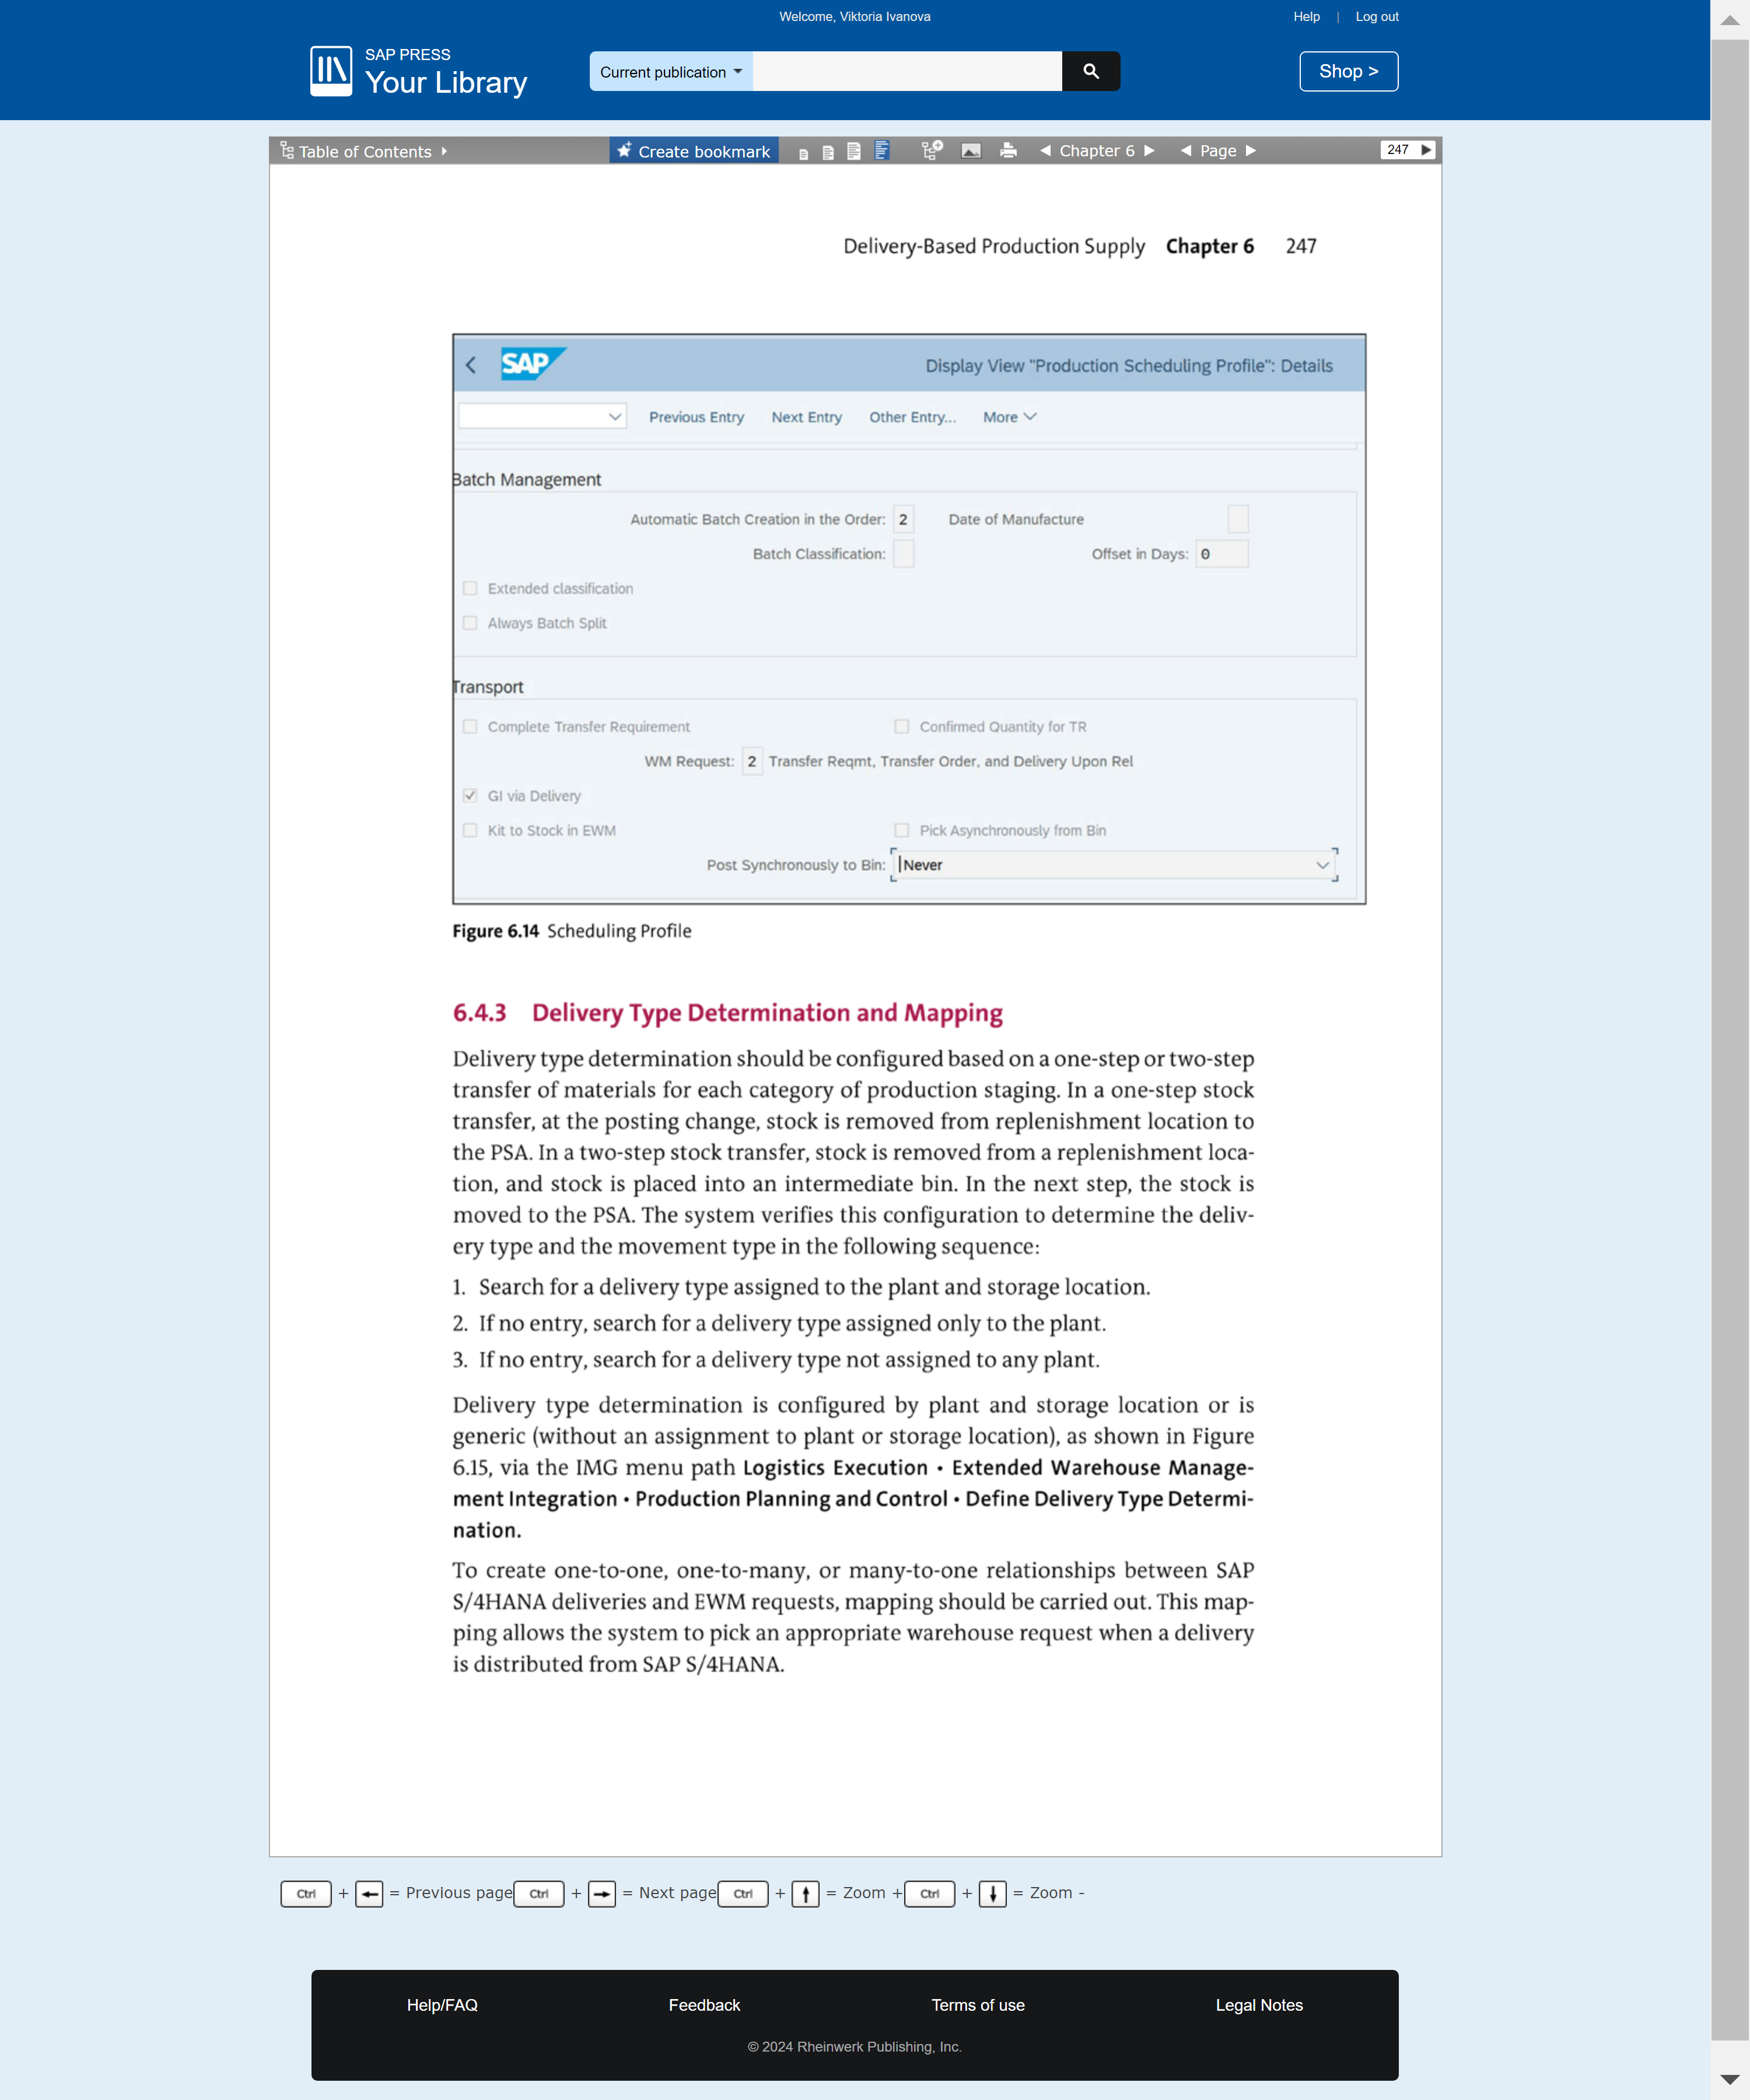 Welcome, Viktoria Ivanova
Help | Log out
SAP PRESS
Your Library
Current publication
Shop >
Table of Contents
Create bookmark
Chapter 6
Page
247
Delivery-Based Production Supply Chapter 6 247
SAP
Display View "Production Scheduling Profile": Details
Previous Entry Next Entry Other Entry... More
Batch Management
Automatic Batch Creation in the Order: 2 Date of Manufacture
Batch Classification: Offset in Days: 0
Extended classification
Always Batch Split
Transport
Complete Transfer Requirement Confirmed Quantity for TR
WM Request: 2 Transfer Reqmt, Transfer Order, and Delivery Upon Rel
GI via Delivery
Kit to Stock in EWM Pick Asynchronously from Bin
Post Synchronously to Bin: Never
Figure 6.14 Scheduling Profile
6.4.3 Delivery Type Determination and Mapping
Delivery type determination should be configured based on a one-step or two-step
transfer of materials for each category of production staging. In a one-step stock
transfer, at the posting change, stock is removed from replenishment location to
the PSA. In a two-step stock transfer, stock is removed from a replenishment loca-
tion, and stock is placed into an intermediate bin. In the next step, the stock is
moved to the PSA. The system verifies this configuration to determine the deliv-
ery type and the movement type in the following sequence:
1. Search for a delivery type assigned to the plant and storage location.
2. If no entry, search for a delivery type assigned only to the plant.
3. If no entry, search for a delivery type not assigned to any plant.
Delivery type determination is configured by plant and storage location or is
generic (without an assignment to plant or storage location), as shown in Figure
6.15, via the IMG menu path Logistics Execution • Extended Warehouse Manage-
ment Integration • Production Planning and Control • Define Delivery Type Determi-
nation.
To create one-to-one, one-to-many, or many-to-one relationships between SAP
S/4HANA deliveries and EWM requests, mapping should be carried out. This map-
ping allows the system to pick an appropriate warehouse request when a delivery
is distributed from SAP S/4HANA.
Ctrl + ← = Previous page Ctrl + → = Next page Ctrl + ↑ = Zoom + Ctrl + ↓ = Zoom -
Help/FAQ Feedback Terms of use Legal Notes
© 2024 Rheinwerk Publishing, Inc.